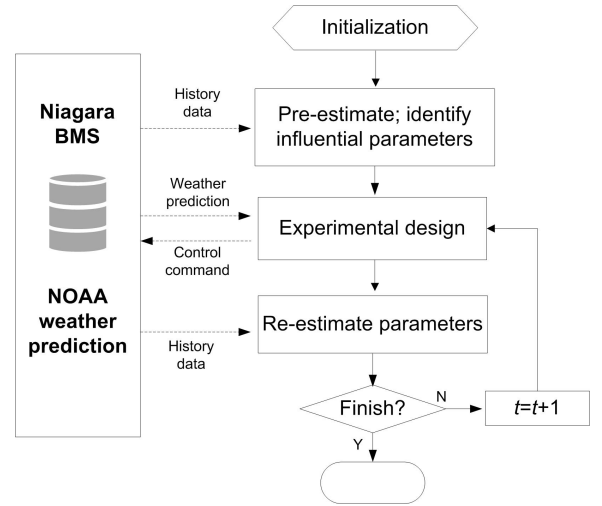 Initialization
Niagara
BMS
History
data
Pre-estimate; identify
influential parameters
Weather
prediction
Experimental design
Control
command
NOAA
weather
prediction
Re-estimate parameters
History
data
Finish?
N
t=t+1
Y